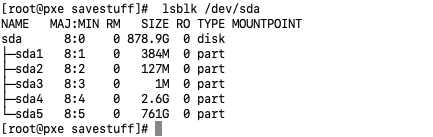 [root@pxe savestuff]#  lsblk /dev/sda
NAME   MAJ:MIN RM   SIZE RO TYPE MOUNTPOINT
sda      8:0    0 878.9G  0 disk
├─sda1   8:1    0   384M  0 part
├─sda2   8:2    0   127M  0 part
├─sda3   8:3    0     1M  0 part
├─sda4   8:4    0   2.6G  0 part
└─sda5   8:5    0   761G  0 part
[root@pxe savestuff]#